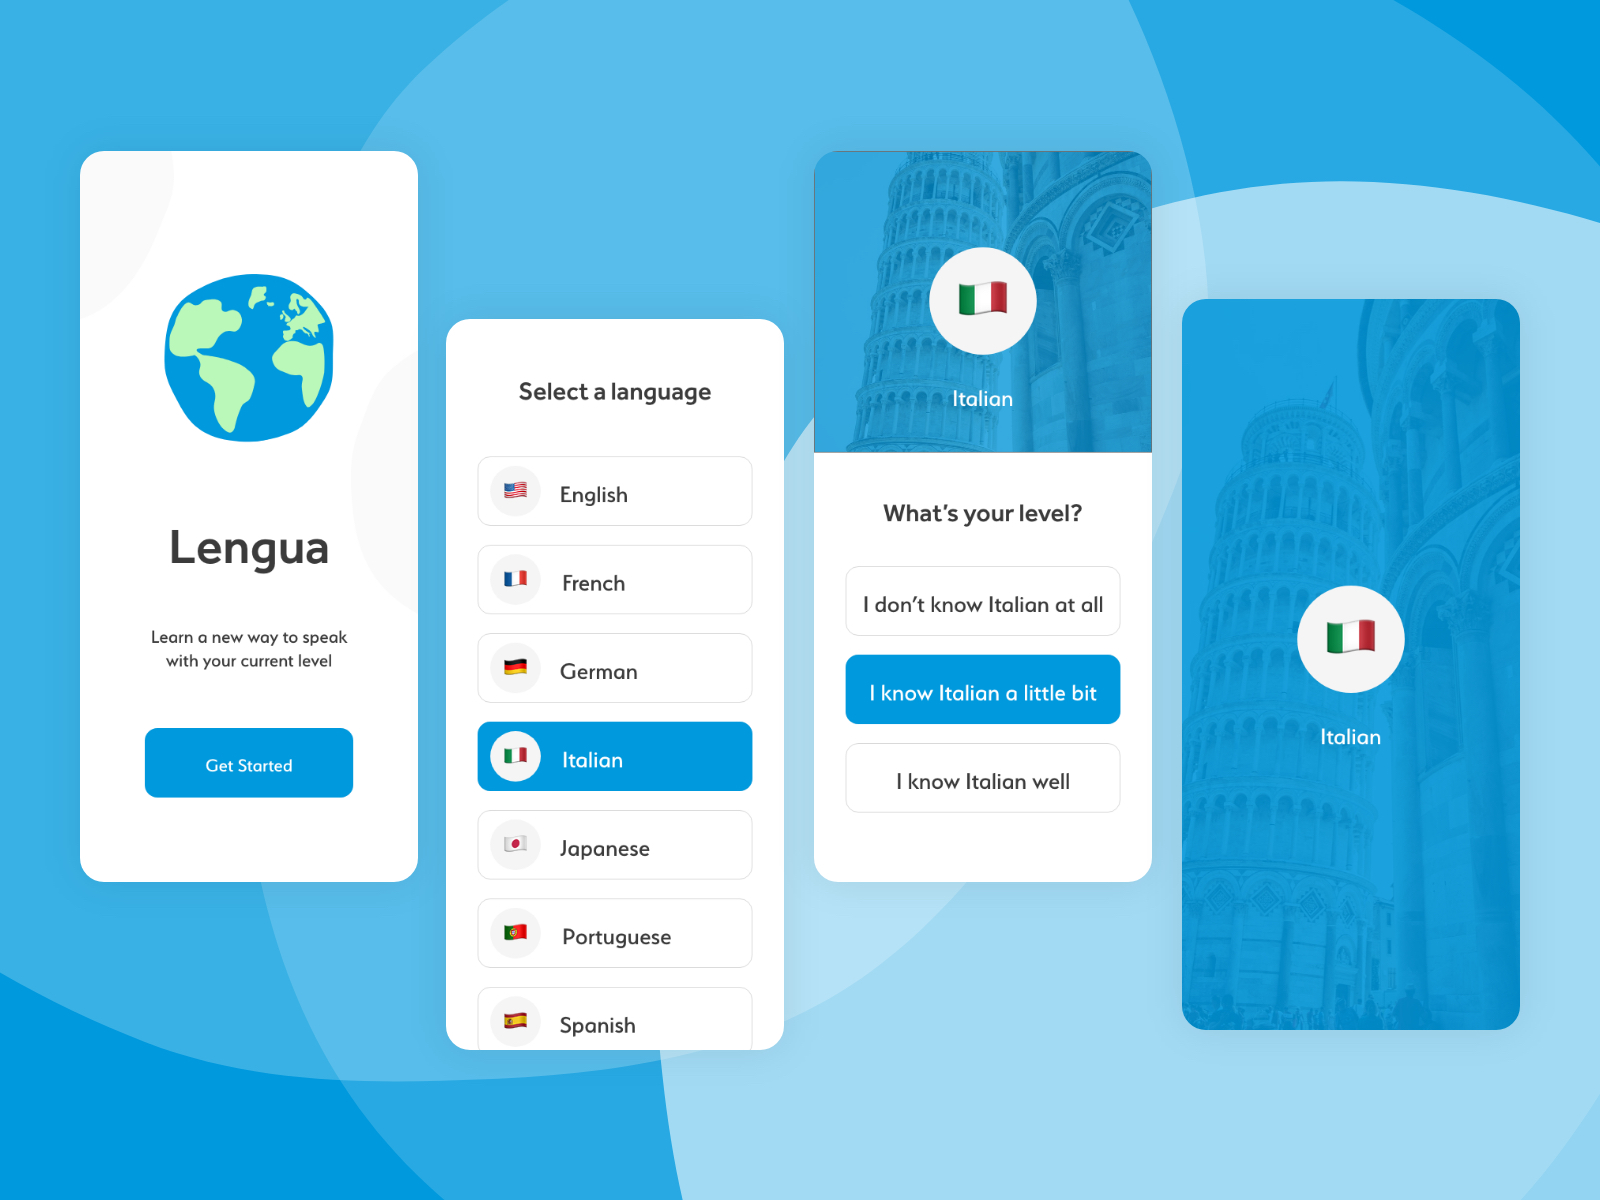 Lengua
Learn a new way to speak
with your current level
Get Started
Select a language
English
French
German
Italian
Japanese
Portuguese
Spanish
Italian
What's your level?
I don't know Italian at all
I know Italian a little bit
I know Italian well
Italian